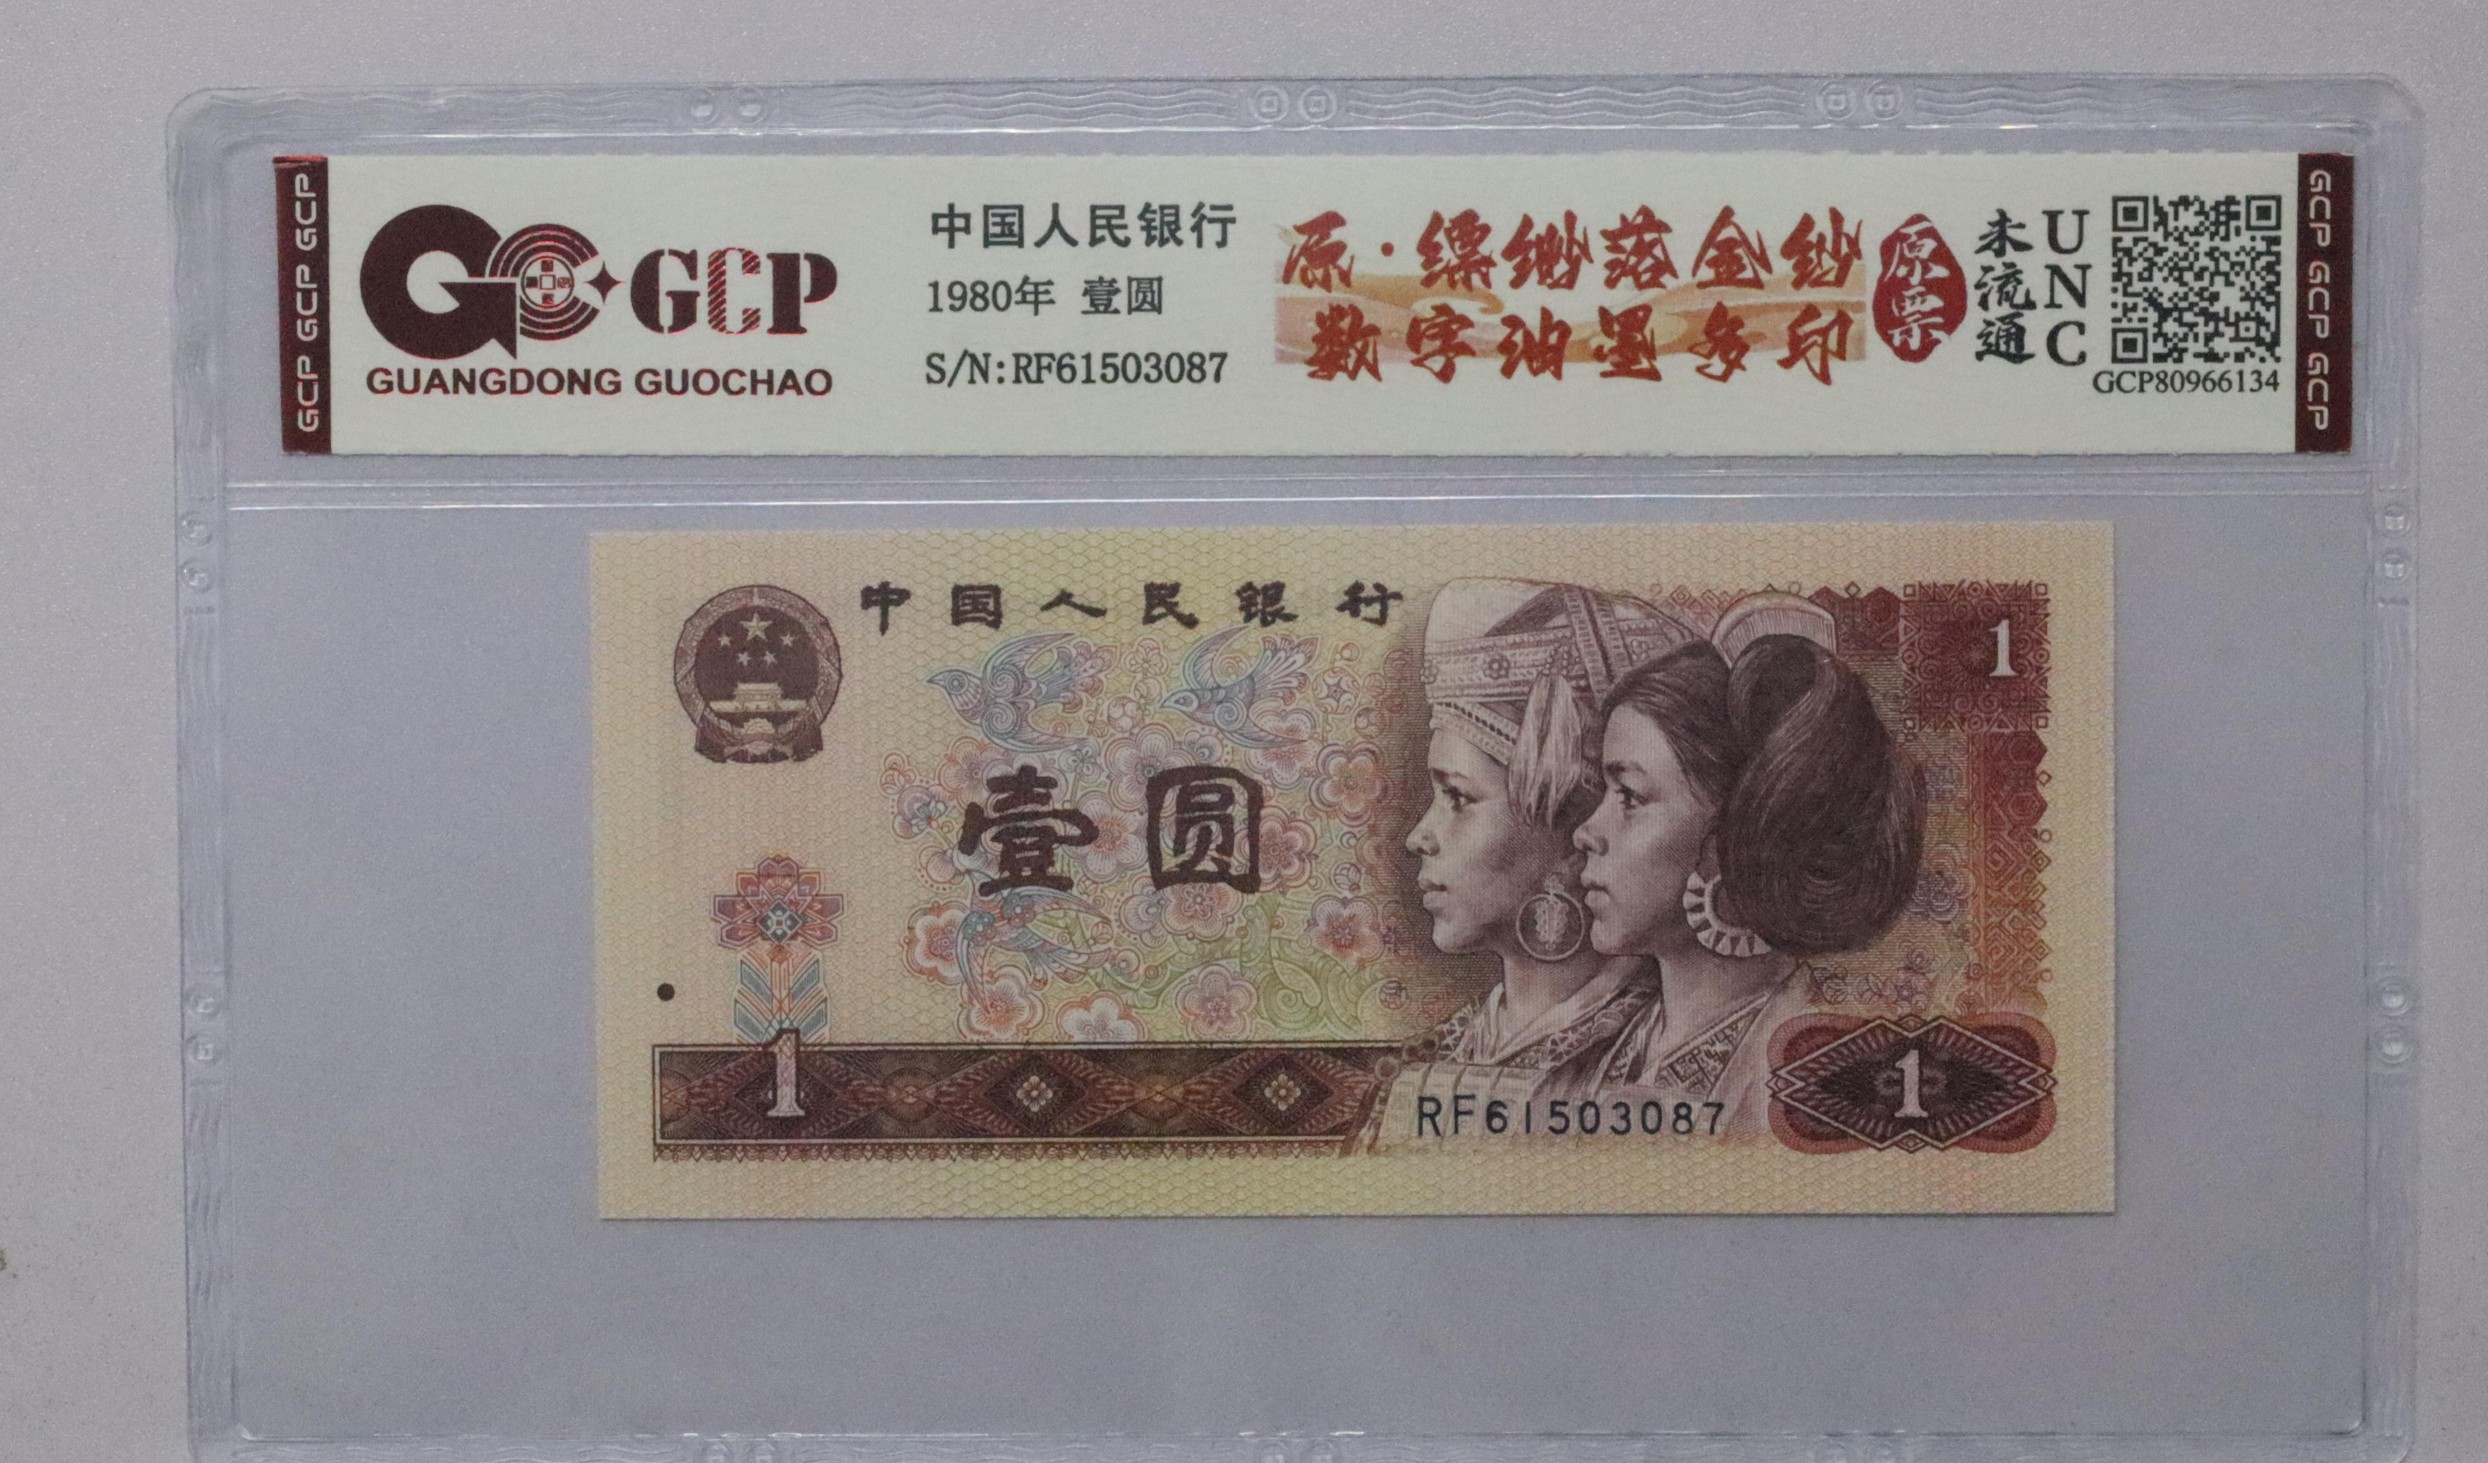 GCP GCP GCP
GCP
GUANGDONG GUOCHAO
中国人民银行
1980年 壹圆
S/N:RF61503087
原·缥缈落金纱
数字油墨多印
原票
未流通
UNC
GCP80966134
GCP GCP GCP
中国人民银行
1
壹圆
1
RF61503087
1